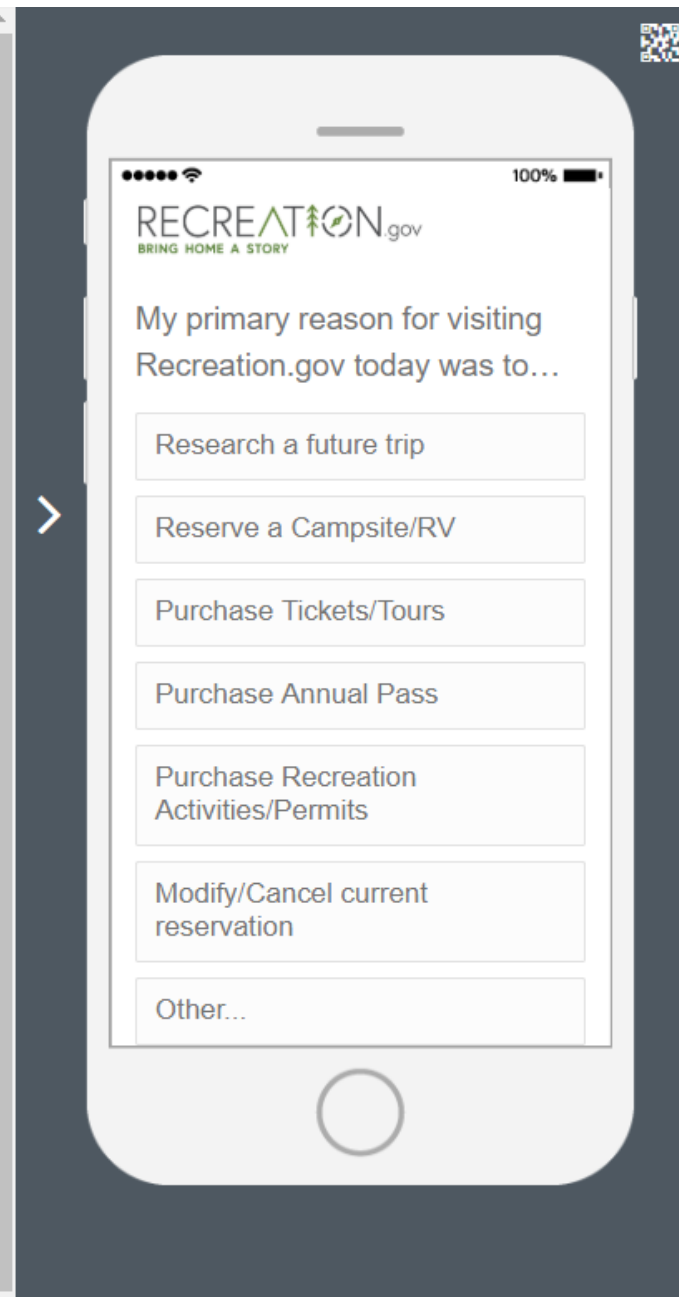 100%
RECREATION.gov
BRING HOME A STORY
My primary reason for visiting
Recreation.gov today was to…
Research a future trip
Reserve a Campsite/RV
Purchase Tickets/Tours
Purchase Annual Pass
Purchase Recreation
Activities/Permits
Modify/Cancel current
reservation
Other...